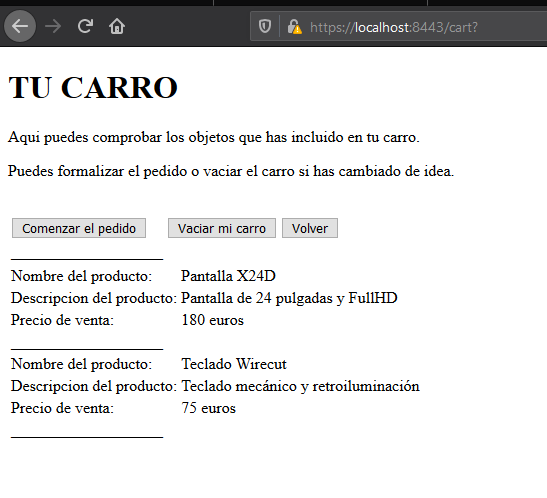 https://localhost:8443/cart?
TU CARRO
Aqui puedes comprobar los objetos que has incluido en tu carro.
Puedes formalizar el pedido o vaciar el carro si has cambiado de idea.
Comenzar el pedido Vaciar mi carro Volver
Nombre del producto: Pantalla X24D
Descripcion del producto: Pantalla de 24 pulgadas y FullHD
Precio de venta: 180 euros
Nombre del producto: Teclado Wirecut
Descripcion del producto: Teclado mecánico y retroiluminación
Precio de venta: 75 euros